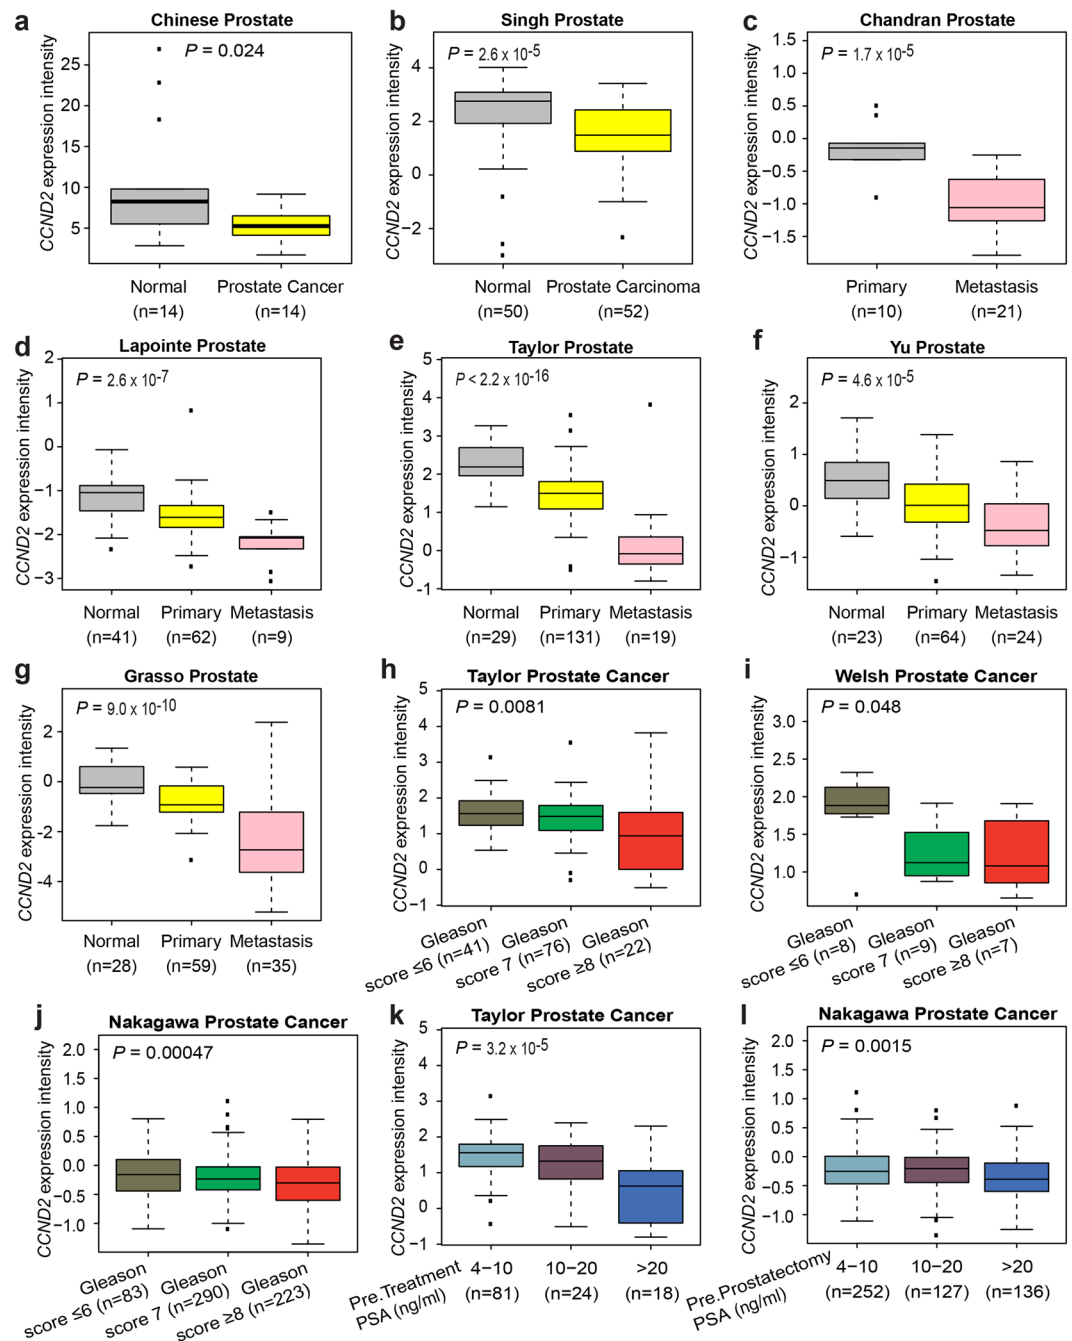 a
Chinese Prostate
P = 0.024
CCND2 expression intensity
25
20
15
10
5
Normal
(n=14)
Prostate Cancer
(n=14)
b
Singh Prostate
P = 2.6 x 10-5
CCND2 expression intensity
4
2
0
−2
Normal
(n=50)
Prostate Carcinoma
(n=52)
c
Chandran Prostate
P = 1.7 x 10-5
CCND2 expression intensity
1.5
1.0
0.5
0.0
−0.5
−1.0
−1.5
Primary
(n=10)
Metastasis
(n=21)
d
Lapointe Prostate
P = 2.6 x 10-7
CCND2 expression intensity
2
1
0
−1
−2
−3
Normal
(n=41)
Primary
(n=62)
Metastasis
(n=9)
e
Taylor Prostate
P < 2.2 x 10-16
CCND2 expression intensity
5
4
3
2
1
0
-1
Normal
(n=29)
Primary
(n=131)
Metastasis
(n=19)
f
Yu Prostate
P = 4.6 x 10-5
CCND2 expression intensity
2
1
0
−1
Normal
(n=23)
Primary
(n=64)
Metastasis
(n=24)
g
Grasso Prostate
P = 9.0 x 10-10
CCND2 expression intensity
2
0
−2
−4
Normal
(n=28)
Primary
(n=59)
Metastasis
(n=35)
h
Taylor Prostate Cancer
P = 0.0081
CCND2 expression intensity
5
4
3
2
1
0
−1
Gleason
score ≤6 (n=41)
Gleason
score 7 (n=76)
Gleason
score ≥8 (n=22)
i
Welsh Prostate Cancer
P = 0.048
CCND2 expression intensity
3.0
2.5
2.0
1.5
1.0
Gleason
score ≤6 (n=8)
Gleason
score 7 (n=9)
Gleason
score ≥8 (n=7)
j
Nakagawa Prostate Cancer
P = 0.00047
CCND2 expression intensity
2.0
1.5
1.0
0.5
0.0
−0.5
−1.0
Gleason
score ≤6 (n=83)
Gleason
score 7 (n=290)
Gleason
score ≥8 (n=223)
k
Taylor Prostate Cancer
P = 3.2 x 10-5
CCND2 expression intensity
5
4
3
2
1
0
−1
Pre.Treatment
PSA (ng/ml)
4−10
(n=81)
10−20
(n=24)
>20
(n=18)
l
Nakagawa Prostate Cancer
P = 0.0015
CCND2 expression intensity
2.0
1.5
1.0
0.5
0.0
−0.5
−1.0
Pre.Prostatectomy
PSA (ng/ml)
4−10
(n=252)
10−20
(n=127)
>20
(n=136)